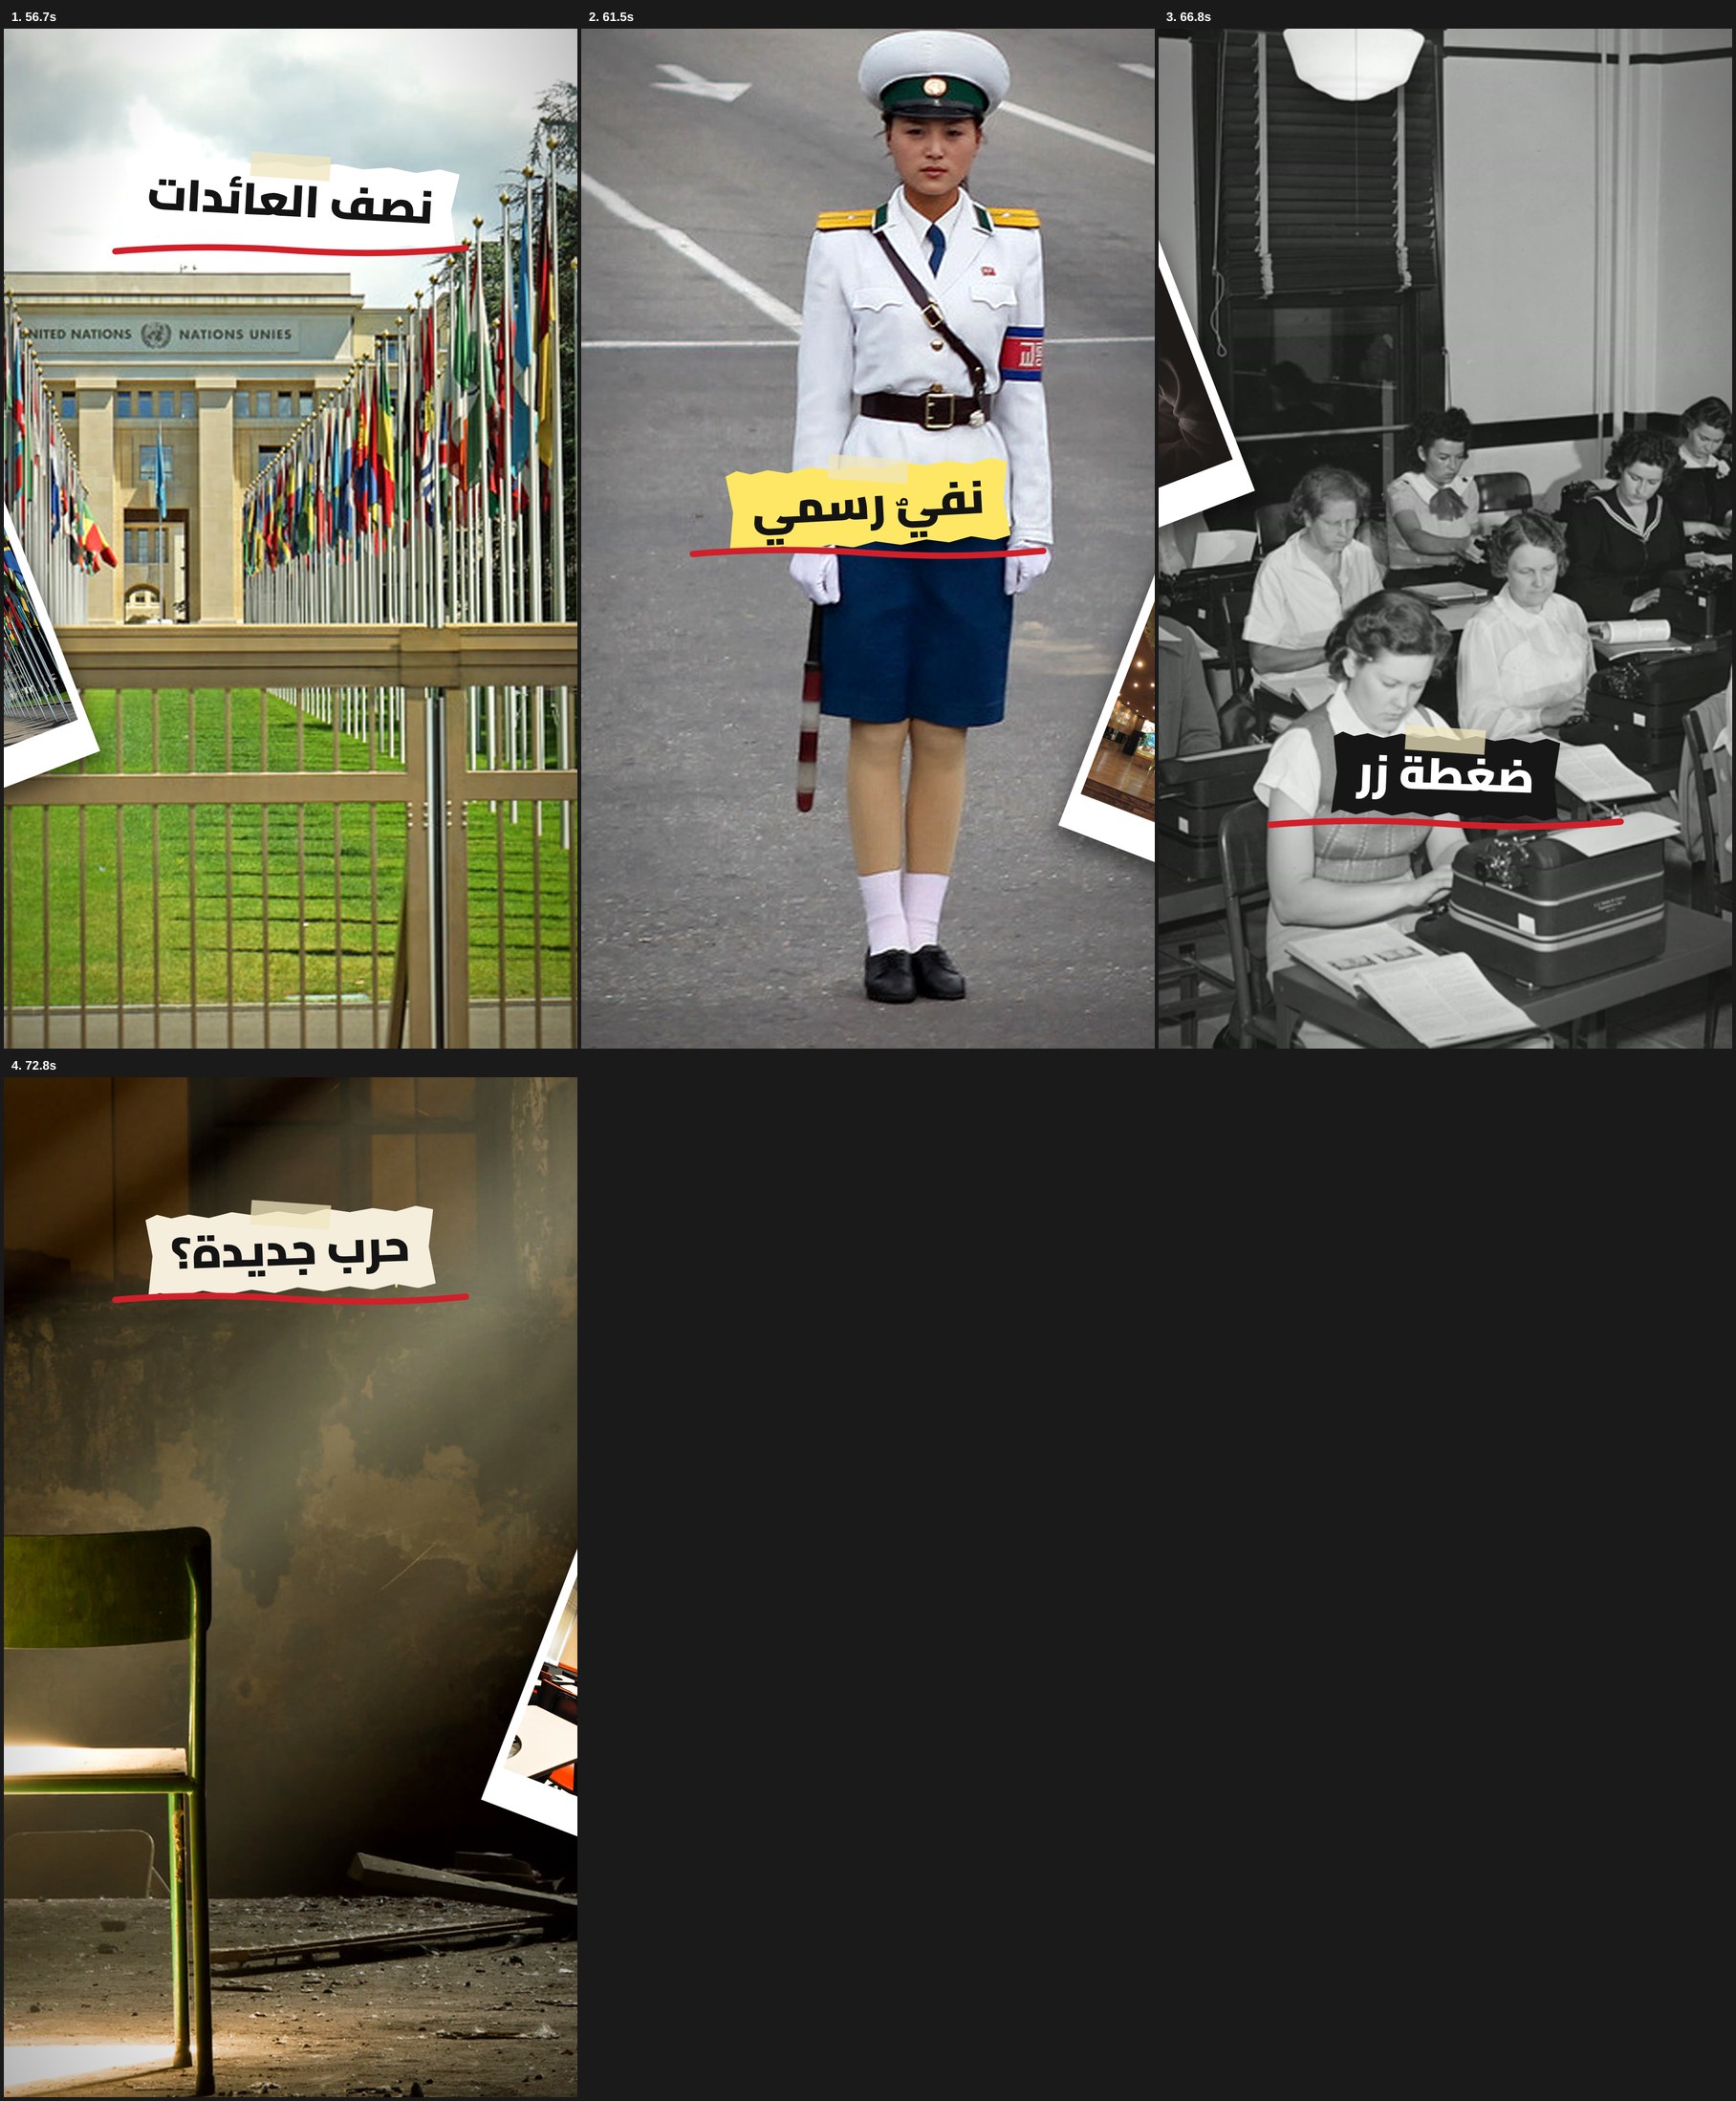 1. 56.7s
نصف العائدات
NITED NATIONS NATIONS UNIES
2. 61.5s
نفيٌ رسمي
3. 66.8s
ضغطة زر
4. 72.8s
حرب جديدة؟